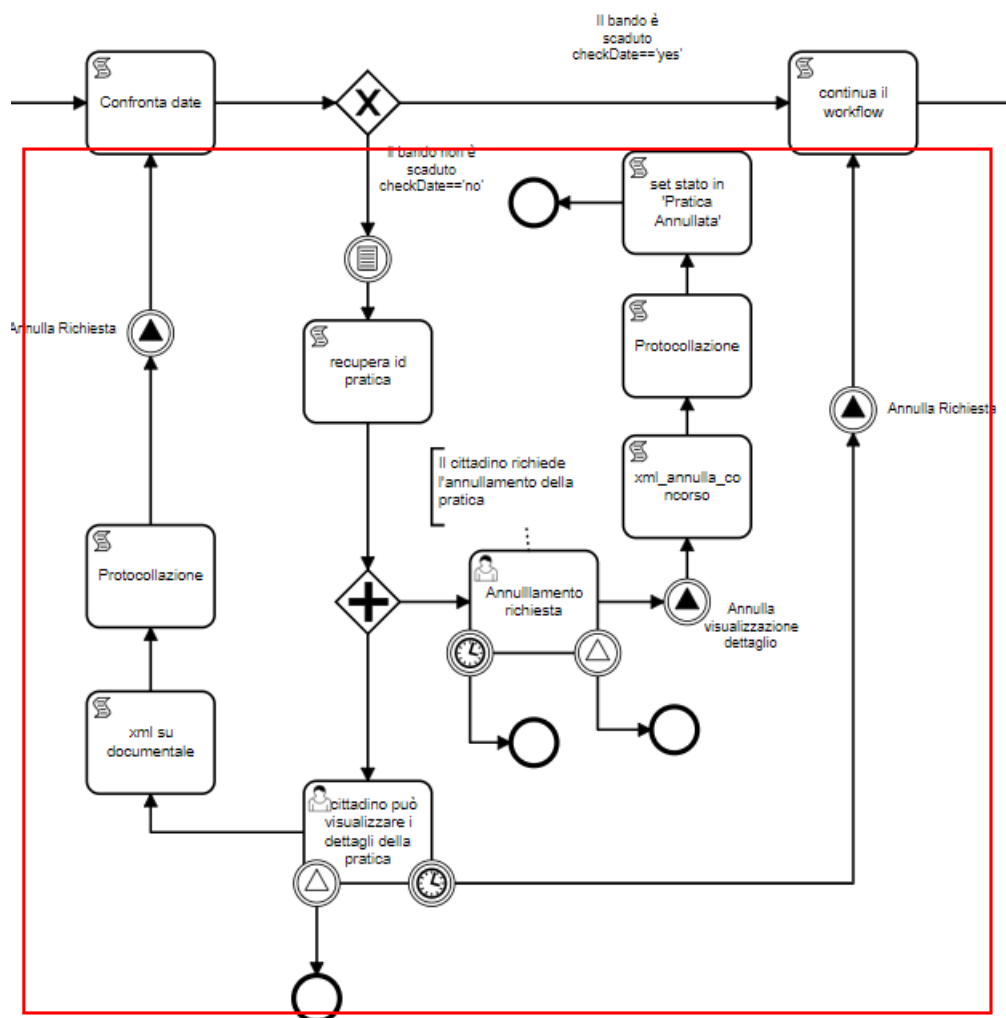 Il bando è
scaduto
checkDate=='yes'
Confronta date
continua il
workflow
Il bando non è
scaduto
checkDate=='no'
set stato in
'Pratica
Annullata'
Annulla Richiesta
recupera id
pratica
Protocollazione
Annulla Richiesta
Il cittadino richiede
l'annullamento della
pratica
xml_annulla_co
ncorso
Protocollazione
Annulllamento
richiesta
Annulla
visualizzazione
dettaglio
xml su
documentale
cittadino può
visualizzare i
dettagli della
pratica